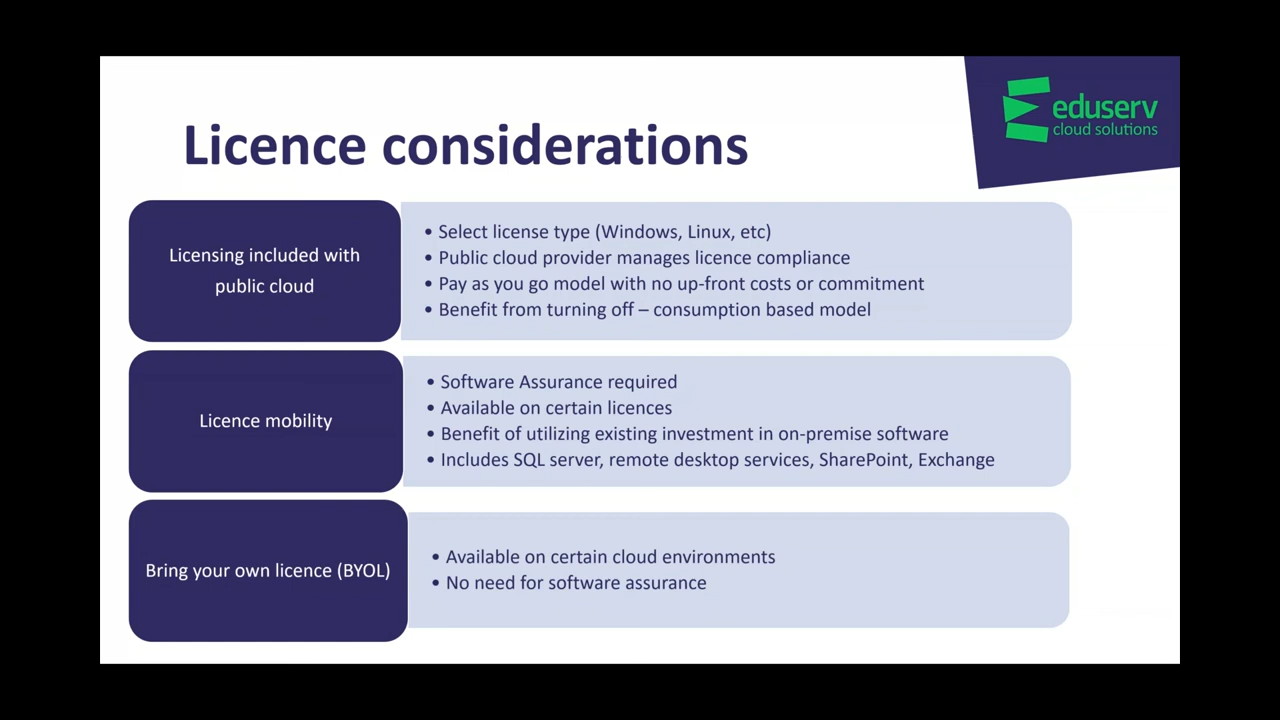 eduserv
cloud solutions
Licence considerations
Licensing included with
public cloud
• Select license type (Windows, Linux, etc)
• Public cloud provider manages licence compliance
• Pay as you go model with no up-front costs or commitment
• Benefit from turning off – consumption based model
Licence mobility
• Software Assurance required
• Available on certain licences
• Benefit of utilizing existing investment in on-premise software
• Includes SQL server, remote desktop services, SharePoint, Exchange
Bring your own licence (BYOL)
• Available on certain cloud environments
• No need for software assurance